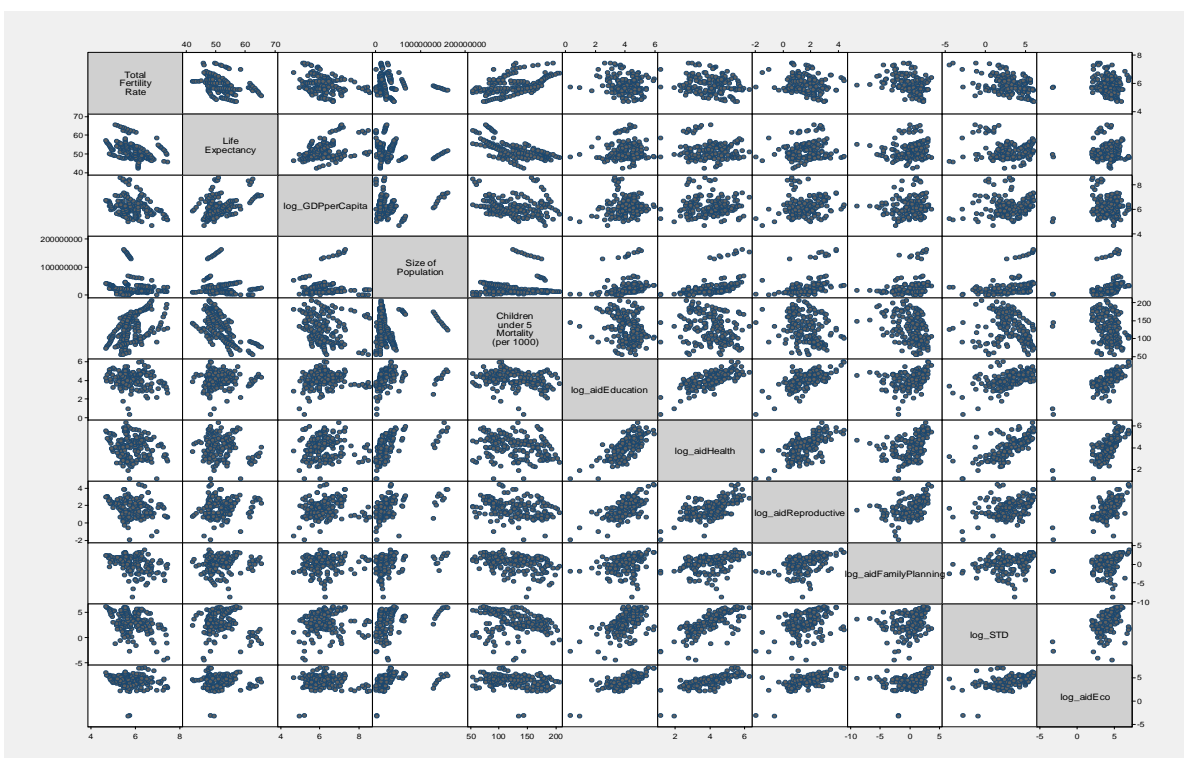 40 50 60 70 0 100000000 200000000 0 2 4 6 -2 0 2 4 -5 0 5
Total
Fertility
Rate
8
4
70
60
50
40
Life
Expectancy
log_GDPperCapita
8
6
4
200000000
100000000
0
Size of
Population
Children
under 5
Mortality
(per 1000)
200
150
100
50
6
4
2
0
log_aidEducation
log_aidHealth
6
4
2
4
2
0
-2
log_aidReproductive
log_aidFamilyPlanning
5
0
-5
-10
5
0
-5
log_STD
log_aidEco
5
0
-5
4 6 8 4 6 8 50 100 150 200 2 4 6 -10 -5 0 5 -5 0 5